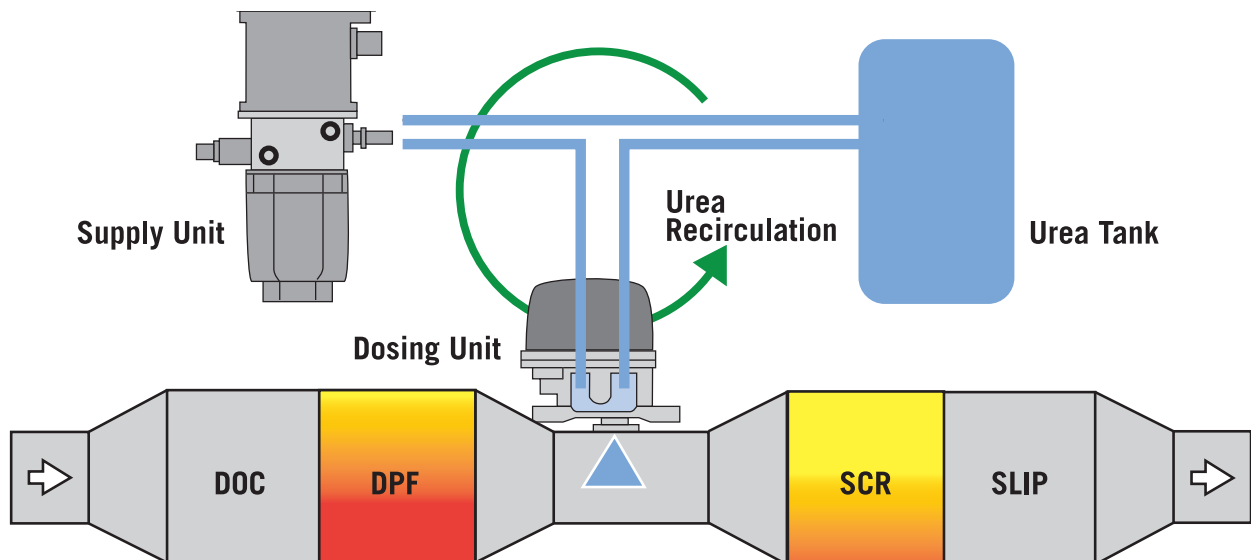 Supply Unit
Urea
Recirculation
Urea Tank
Dosing Unit
DOC
DPF
SCR
SLIP